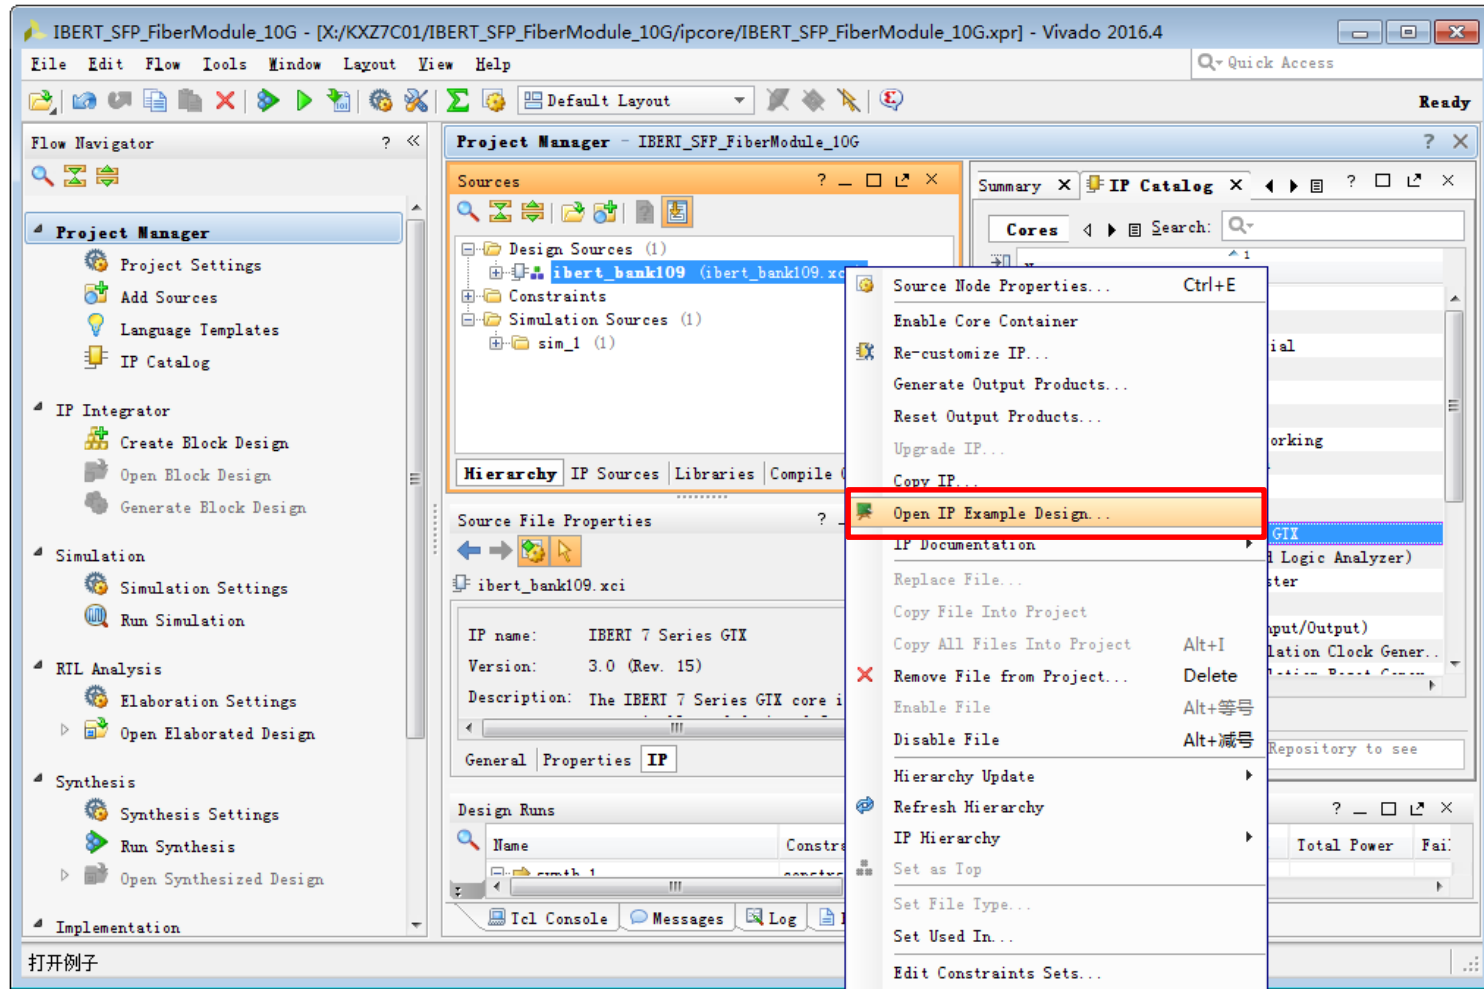 IBERT_SFP_FiberModule_10G - [X:/KXZ7C01/IBERT_SFP_FiberModule_10G/ipcore/IBERT_SFP_FiberModule_10G.xpr] - Vivado 2016.4
File Edit Flow Tools Window Layout View Help
Quick Access
Default Layout
Ready
Flow Navigator
Project Manager
Project Settings
Add Sources
Language Templates
IP Catalog
IP Integrator
Create Block Design
Open Block Design
Generate Block Design
Simulation
Simulation Settings
Run Simulation
RTL Analysis
Elaboration Settings
Open Elaborated Design
Synthesis
Synthesis Settings
Run Synthesis
Open Synthesized Design
Implementation
Project Manager - IBERT_SFP_FiberModule_10G
Sources
Design Sources (1)
ibert_bank109 (ibert_bank109.xc
Constraints
Simulation Sources (1)
sim_1 (1)
Hierarchy IP Sources Libraries Compile
Source File Properties
ibert_bank109.xci
IP name: IBERT 7 Series GTX
Version: 3.0 (Rev. 15)
Description: The IBERT 7 Series GTX core i
General Properties IP
Summary IP Catalog
Cores Search:
1
ial
orking
GTX
Logic Analyzer)
ster
nput/Output)
lation Clock Gener..
Repository to see
Source Node Properties... Ctrl+E
Enable Core Container
Re-customize IP...
Generate Output Products...
Reset Output Products...
Upgrade IP...
Copy IP...
Open IP Example Design...
IP Documentation
Replace File...
Copy File Into Project
Copy All Files Into Project Alt+I
Remove File from Project... Delete
Enable File Alt+等号
Disable File Alt+减号
Hierarchy Update
Refresh Hierarchy
IP Hierarchy
Set as Top
Set File Type...
Set Used In...
Edit Constraints Sets...
Design Runs
Name Constr Total Power Fai
synth_1 constr
Tcl Console Messages Log
打开例子